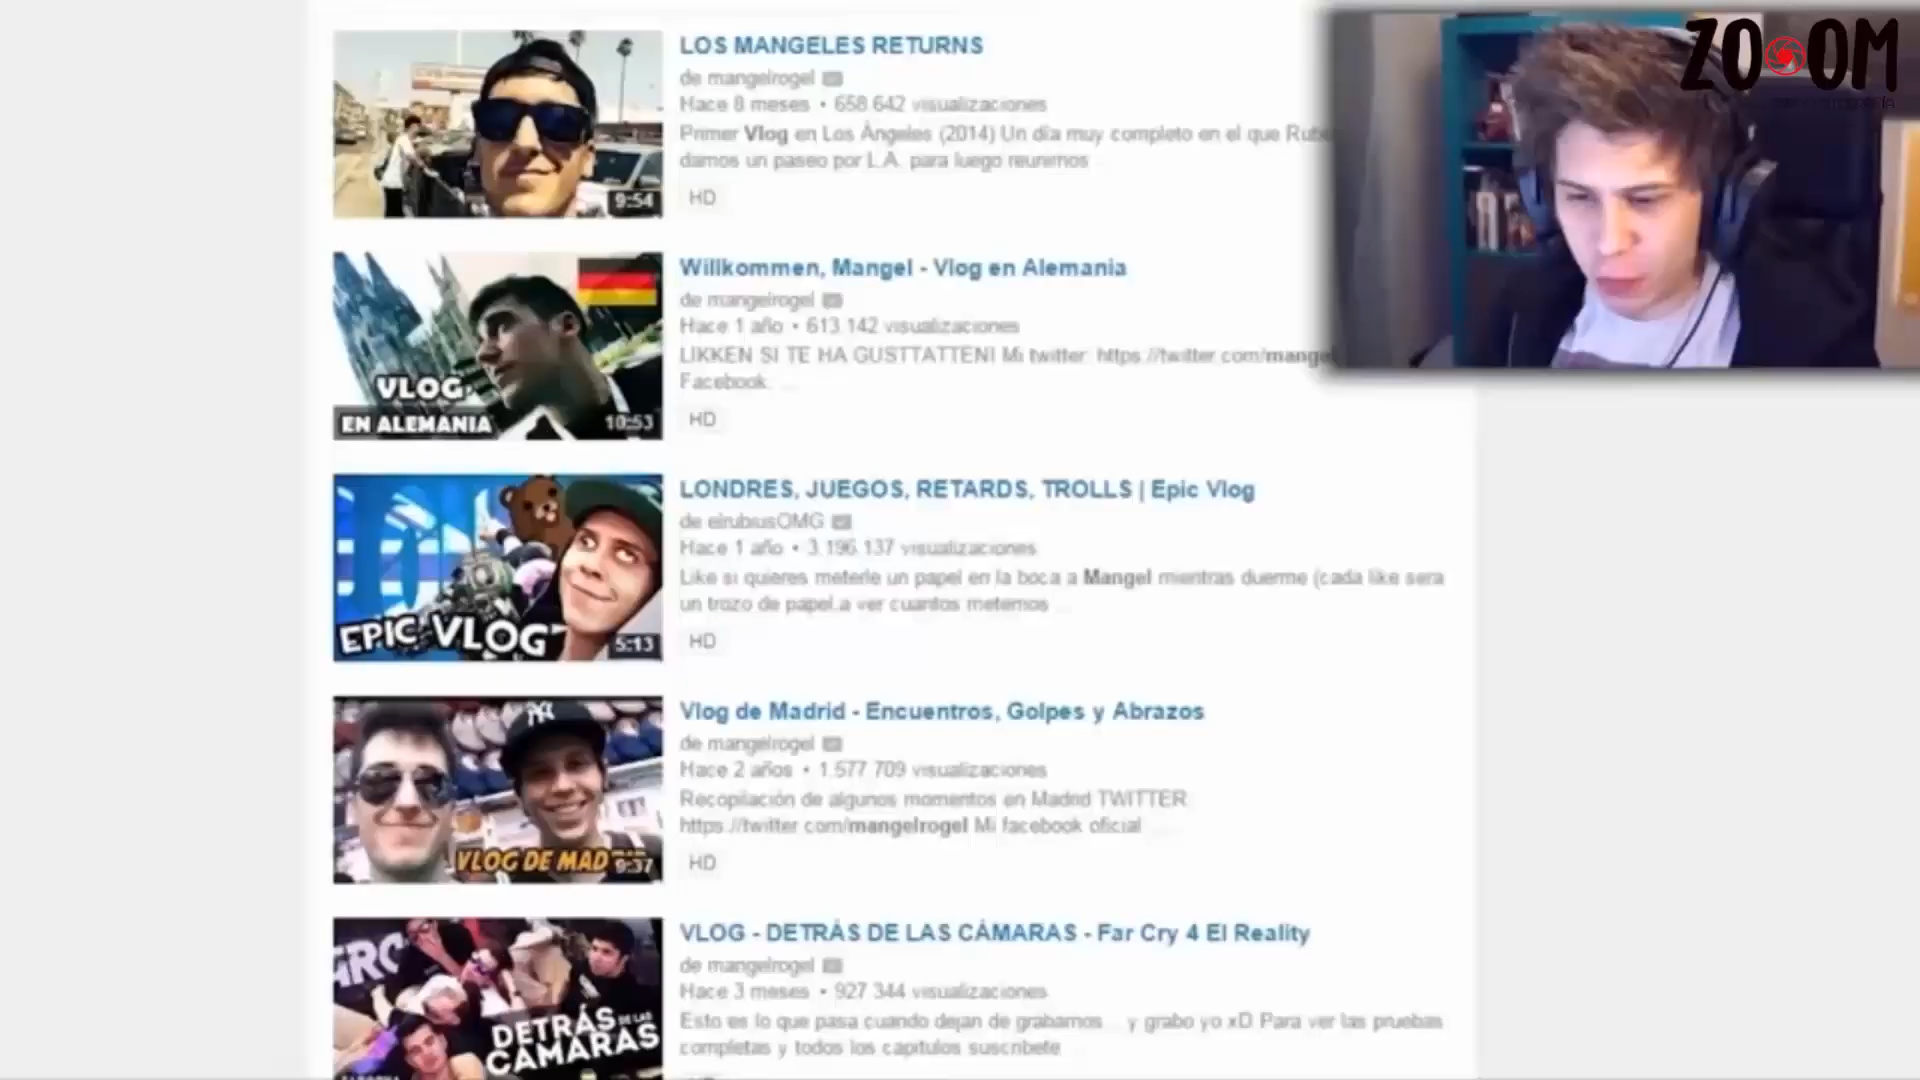 ZOOOM
LOS MANGELES RETURNS
de mangelrogel
Hace 8 meses • 658.642 visualizaciones
Primer Vlog en Los Ángeles (2014) Un día muy completo en el que
damos un paseo por L.A. para luego reunirnos
HD
9:54
Willkommen, Mangel - Vlog en Alemania
de mangelrogel
Hace 1 año • 613.142 visualizaciones
LIKKEN SI TE HA GUSTTATTEN! Mi twitter: https://twitter.com/mangel
Facebook ...
HD
VLOG
EN ALEMANIA
10:53
LONDRES, JUEGOS, RETARDS, TROLLS | Epic Vlog
de elrubiusOMG
Hace 1 año • 3.196.137 visualizaciones
Like si quieres meterle un papel en la boca a Mangel mientras duerme (cada like sera
un trozo de papel.a ver cuantos metemos ...
HD
EPIC VLOG
5:13
Vlog de Madrid - Encuentros, Golpes y Abrazos
de mangelrogel
Hace 2 años • 1.577.709 visualizaciones
Recopilación de algunos momentos en Madrid TWITTER:
https://twitter.com/mangelrogel Mi facebook oficial ...
HD
NY
VLOG DE MAD
9:37
VLOG - DETRÁS DE LAS CÁMARAS - Far Cry 4 El Reality
de mangelrogel
Hace 3 meses • 927.344 visualizaciones
Esto es lo que pasa cuando dejan de grabarnos... y grabo yo xD Para ver las pruebas
completas y todos los capitulos suscribete ...
DETRÁS DE LAS
CÁMARAS